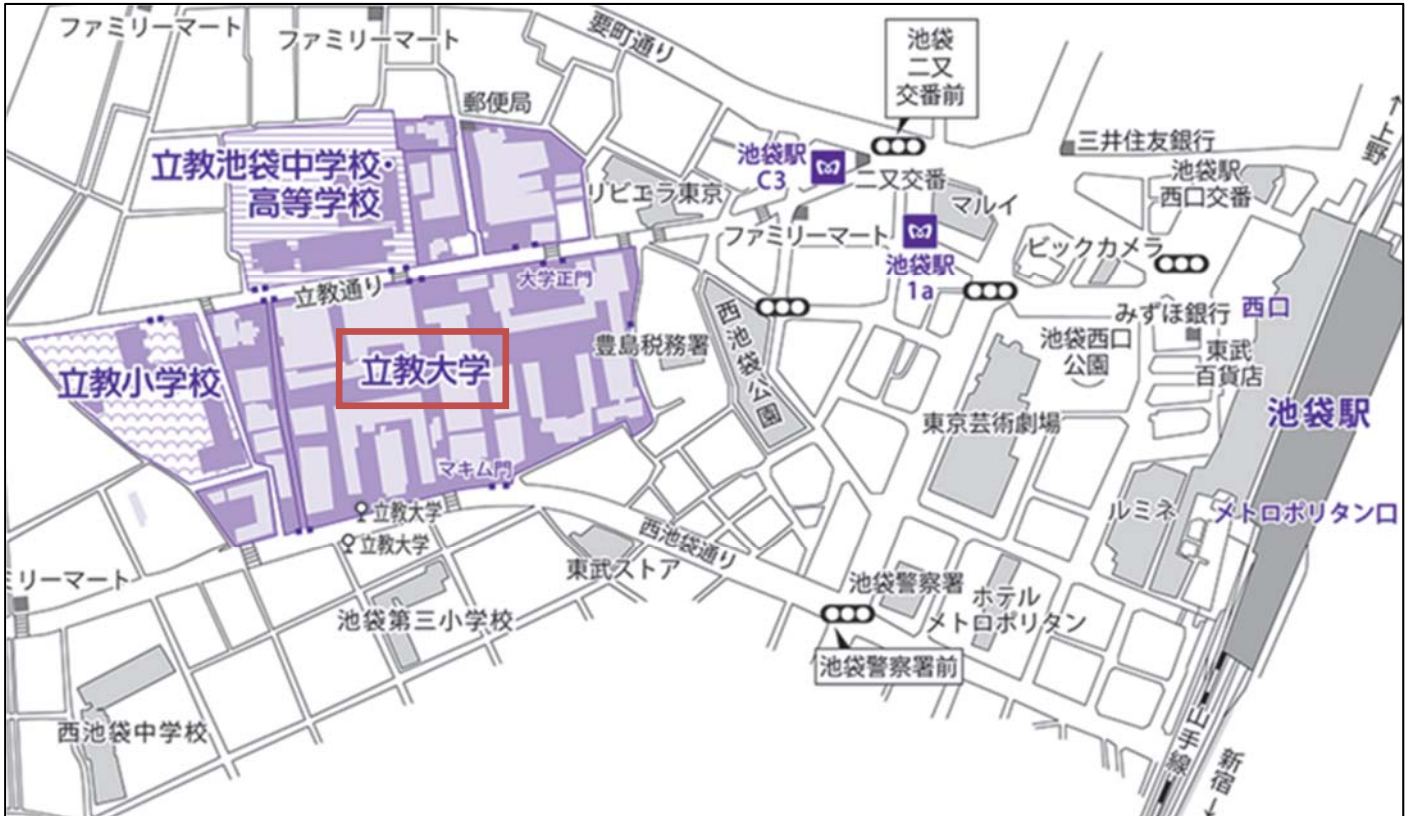 ファミリーマート
ファミリーマート
要町通り
池袋
二又
交番前
↑上野
郵便局
三井住友銀行
立教池袋中学校・
高等学校
池袋駅
C3
二又交番
池袋駅
西口交番
リビエラ東京
マルイ
ファミリーマート
ビックカメラ
池袋駅
1a
大学正門
立教通り
みずほ銀行
西口
豊島税務署
西池袋公園
池袋西口
公園
東武
百貨店
立教小学校
立教大学
池袋駅
東京芸術劇場
マキム門
立教大学
立教大学
ルミネ
メトロポリタン口
西池袋通り
東武ストア
ミリーマート
池袋警察署
ホテル
メトロポリタン
池袋第三小学校
池袋警察署前
西池袋中学校
山手線
新宿↓